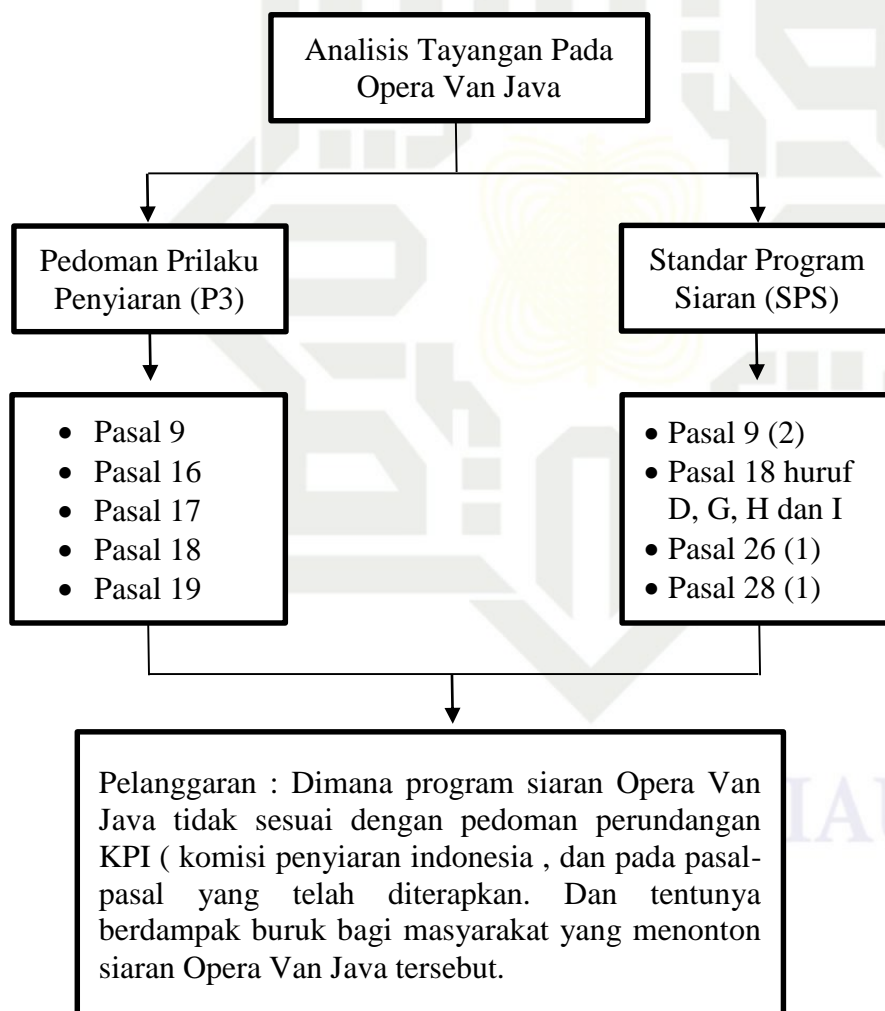 Analisis Tayangan Pada
Opera Van Java
Pedoman Prilaku
Penyiaran (P3)
Standar Program
Siaran (SPS)
• Pasal 9
• Pasal 16
• Pasal 17
• Pasal 18
• Pasal 19
• Pasal 9 (2)
• Pasal 18 huruf
D, G, H dan I
• Pasal 26 (1)
• Pasal 28 (1)
Pelanggaran : Dimana program siaran Opera Van
Java tidak sesuai dengan pedoman perundangan
KPI ( komisi penyiaran indonesia , dan pada pasal-
pasal yang telah diterapkan. Dan tentunya
berdampak buruk bagi masyarakat yang menonton
siaran Opera Van Java tersebut.